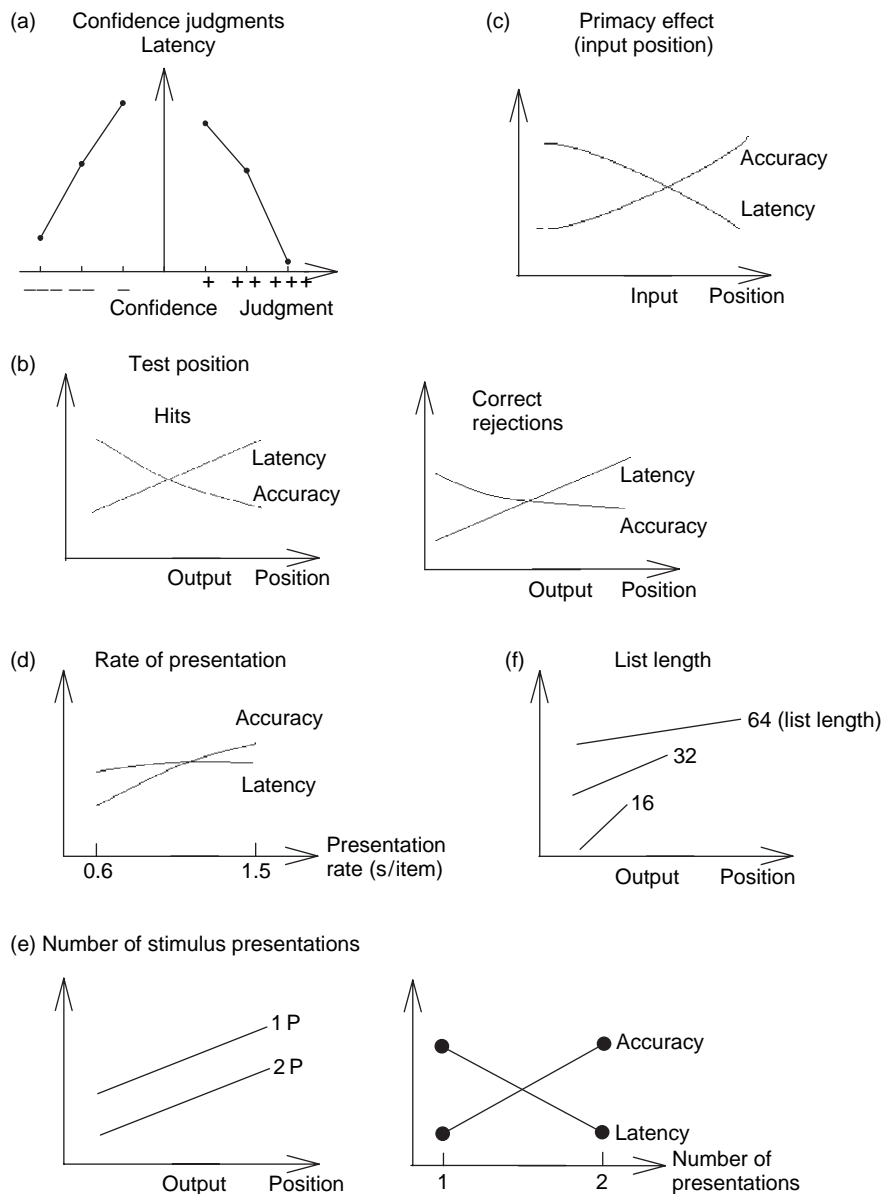 (a) Confidence judgments
Latency
— — — — — —
+ + + + + +
Confidence Judgment
(c) Primacy effect
(input position)
Accuracy
Latency
Input Position
(b) Test position
Hits
Latency
Accuracy
Output Position
Correct
rejections
Latency
Accuracy
Output Position
(d) Rate of presentation
Accuracy
Latency
0.6 1.5
Presentation
rate (s/item)
(f) List length
64 (list length)
32
16
Output Position
(e) Number of stimulus presentations
1 P
2 P
Output Position
Accuracy
Latency
1 2
Number of
presentations